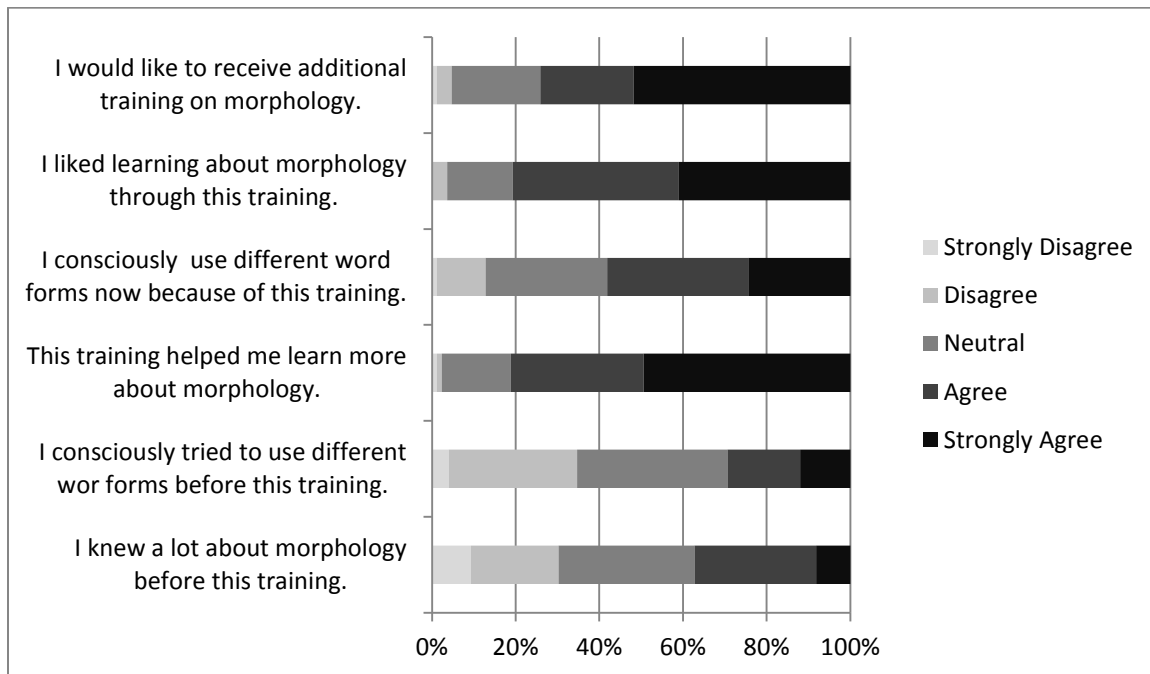 I would like to receive additional
training on morphology.
I liked learning about morphology
through this training.
I consciously  use different word
forms now because of this training.
This training helped me learn more
about morphology.
I consciously tried to use different
wor forms before this training.
I knew a lot about morphology
before this training.
0% 20% 40% 60% 80% 100%
Strongly Disagree
Disagree
Neutral
Agree
Strongly Agree